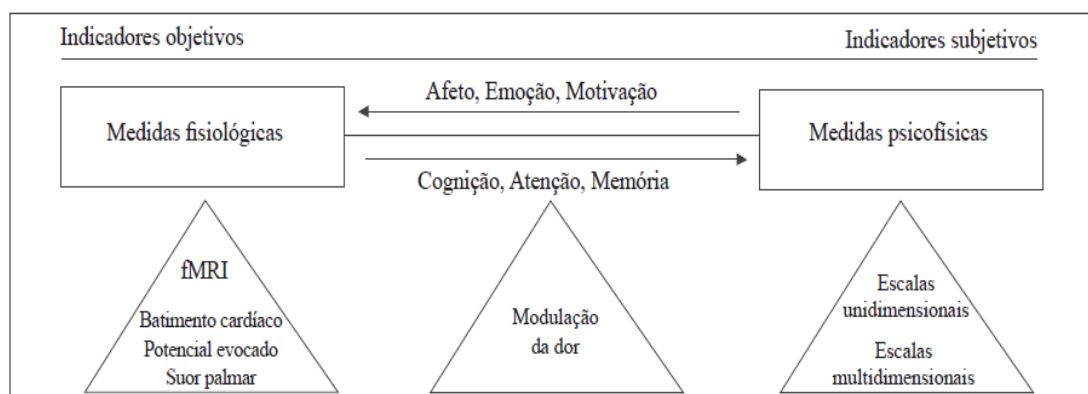 Indicadores objetivos
Indicadores subjetivos
Afeto, Emoção, Motivação
Medidas fisiológicas
Medidas psicofísicas
Cognição, Atenção, Memória
fMRI
Batimento cardíaco
Potencial evocado
Suor palmar
Modulação
da dor
Escalas
unidimensionais
Escalas
multidimensionais